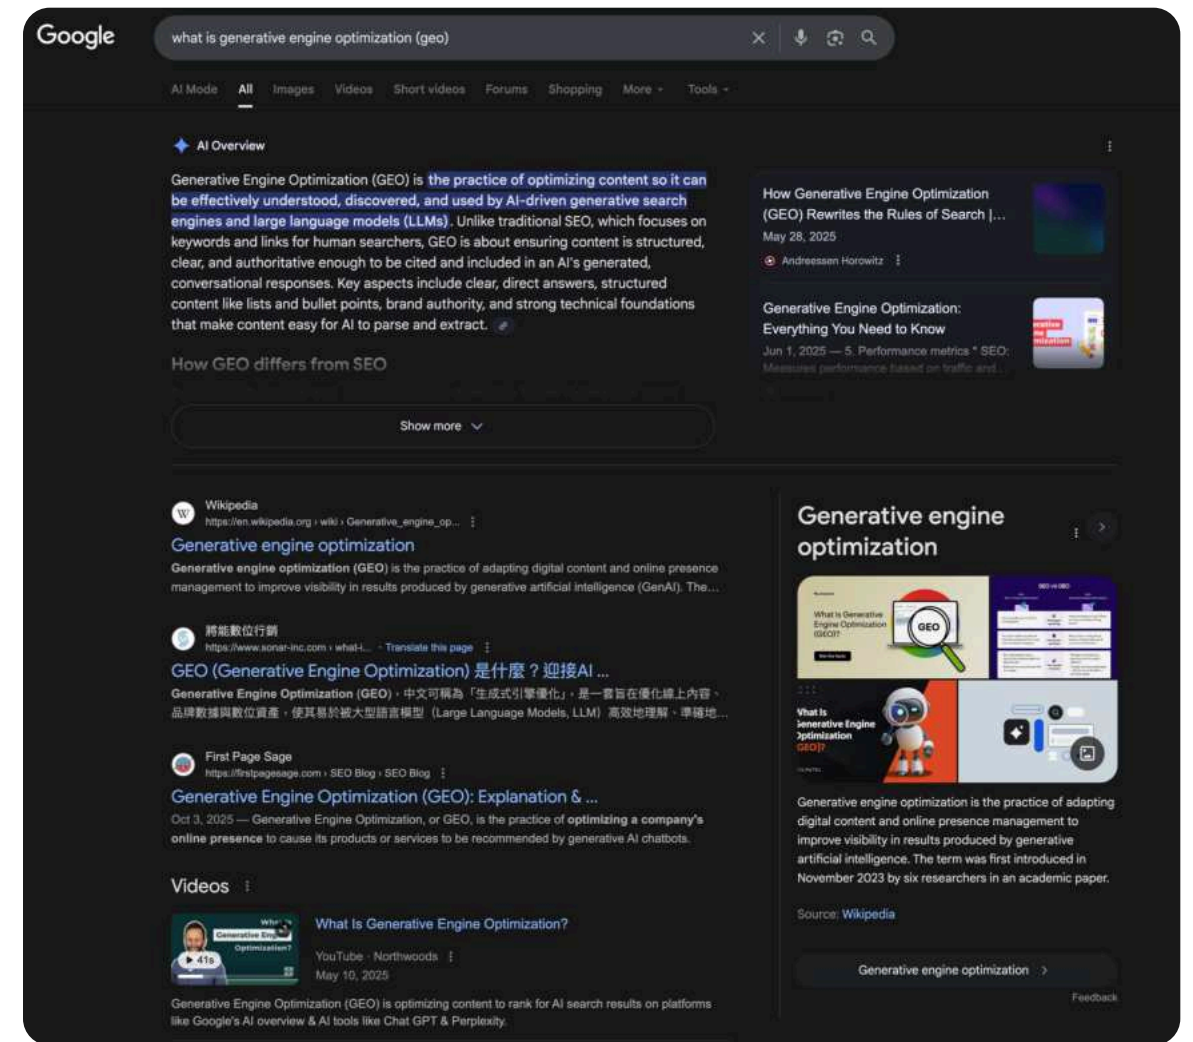 Google
what is generative engine optimization (geo)
AI Mode All Images Videos Short videos Forums Shopping More Tools
AI Overview
Generative Engine Optimization (GEO) is the practice of optimizing content so it can
be effectively understood, discovered, and used by AI-driven generative search
engines and large language models (LLMs). Unlike traditional SEO, which focuses on
keywords and links for human searchers, GEO is about ensuring content is structured,
clear, and authoritative enough to be cited and included in an AI's generated,
conversational responses. Key aspects include clear, direct answers, structured
content like lists and bullet points, brand authority, and strong technical foundations
that make content easy for AI to parse and extract.
How GEO differs from SEO
Show more
How Generative Engine Optimization
(GEO) Rewrites the Rules of Search |...
May 28, 2025
Andreessen Horowitz
Generative Engine Optimization:
Everything You Need to Know
Jun 1, 2025 — 5. Performance metrics * SEO:
Measures performance based on traffic and...
Wikipedia
https://en.wikipedia.org › wiki › Generative_engine_op...
Generative engine optimization
Generative engine optimization (GEO) is the practice of adapting digital content and online presence
management to improve visibility in results produced by generative artificial intelligence (GenAI). The...
將能數位行銷
https://www.sonar-inc.com › what-i... · Translate this page
GEO (Generative Engine Optimization) 是什麼？迎接AI ...
Generative Engine Optimization (GEO)，中文可稱為「生成式引擎優化」，是一套旨在優化線上內容、
品牌數據與數位資產，使其易於被大型語言模型（Large Language Models, LLM）高效地理解、準確地...
First Page Sage
https://firstpagesage.com › SEO Blog › SEO Blog
Generative Engine Optimization (GEO): Explanation & ...
Oct 3, 2025 — Generative Engine Optimization, or GEO, is the practice of optimizing a company's
online presence to cause its products or services to be recommended by generative AI chatbots.
Videos
Generative Eng
Optimization?
41s
What Is Generative Engine Optimization?
YouTube · Northwoods
May 10, 2025
Generative Engine Optimization (GEO) is optimizing content to rank for AI search results on platforms
like Google's AI overview & AI tools like Chat GPT & Perplexity.
Generative engine
optimization
What Is Generative
Engine Optimization
(GEO)?
GEO
What Is
Generative Engine
Optimization
(GEO)?
Generative engine optimization is the practice of adapting
digital content and online presence management to
improve visibility in results produced by generative
artificial intelligence. The term was first introduced in
November 2023 by six researchers in an academic paper.
Source: Wikipedia
Generative engine optimization
Feedback